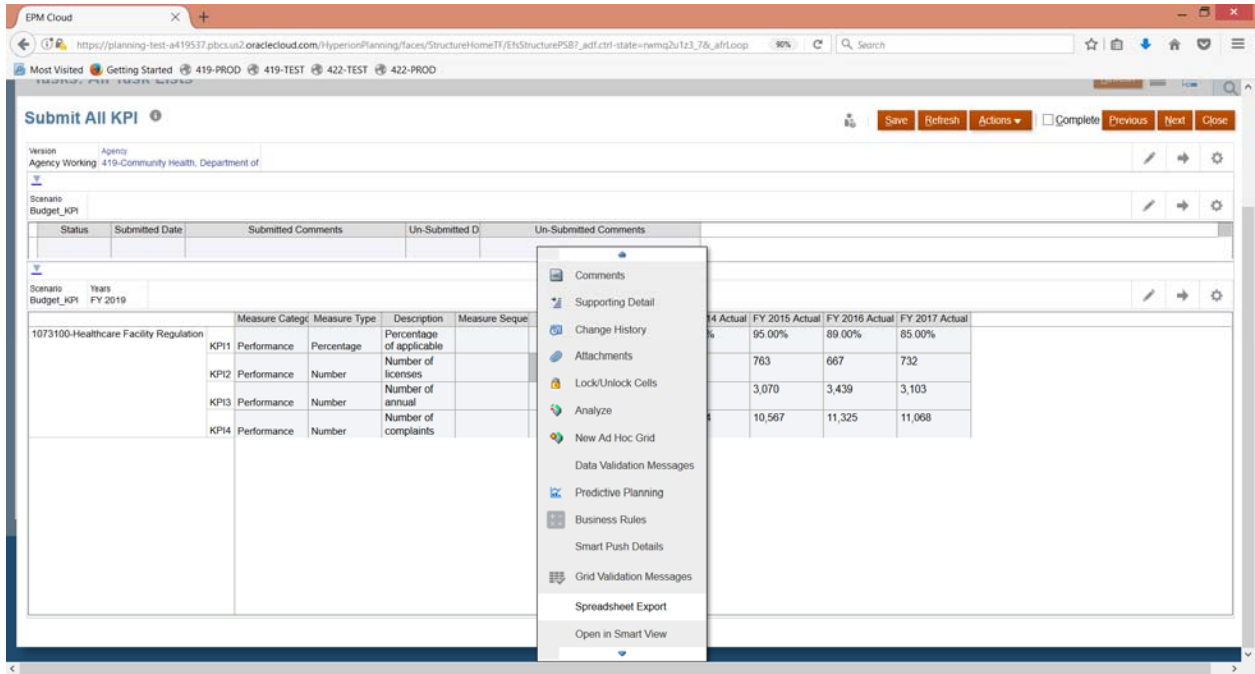 EPM Cloud
https://planning-test-a419537.pbcs.us2.oraclecloud.com/HyperionPlanning/faces/StructureHomeTF/EfsStructurePSB?_adf.ctrl-state=rwmq2u1z3_7&_afrLoop
90%
Search
Most Visited Getting Started 419-PROD 419-TEST 422-TEST 422-PROD
Tasks: All Task Lists
Submit All KPI
Save Refresh Actions Complete Previous Next Close
Version Agency
Agency Working 419-Community Health, Department of
Scenario
Budget_KPI
Status Submitted Date Submitted Comments Un-Submitted D Un-Submitted Comments
Scenario Years
Budget_KPI FY 2019
Measure Categ Measure Type Description Measure Seque 14 Actual FY 2015 Actual FY 2016 Actual FY 2017 Actual
1073100-Healthcare Facility Regulation KPI1 Performance Percentage Percentage of applicable % 95.00% 89.00% 85.00%
KPI2 Performance Number Number of licenses 763 667 732
KPI3 Performance Number Number of annual 3,070 3,439 3,103
KPI4 Performance Number Number of complaints 10,567 11,325 11,068
Comments
Supporting Detail
Change History
Attachments
Lock/Unlock Cells
Analyze
New Ad Hoc Grid
Data Validation Messages
Predictive Planning
Business Rules
Smart Push Details
Grid Validation Messages
Spreadsheet Export
Open in Smart View